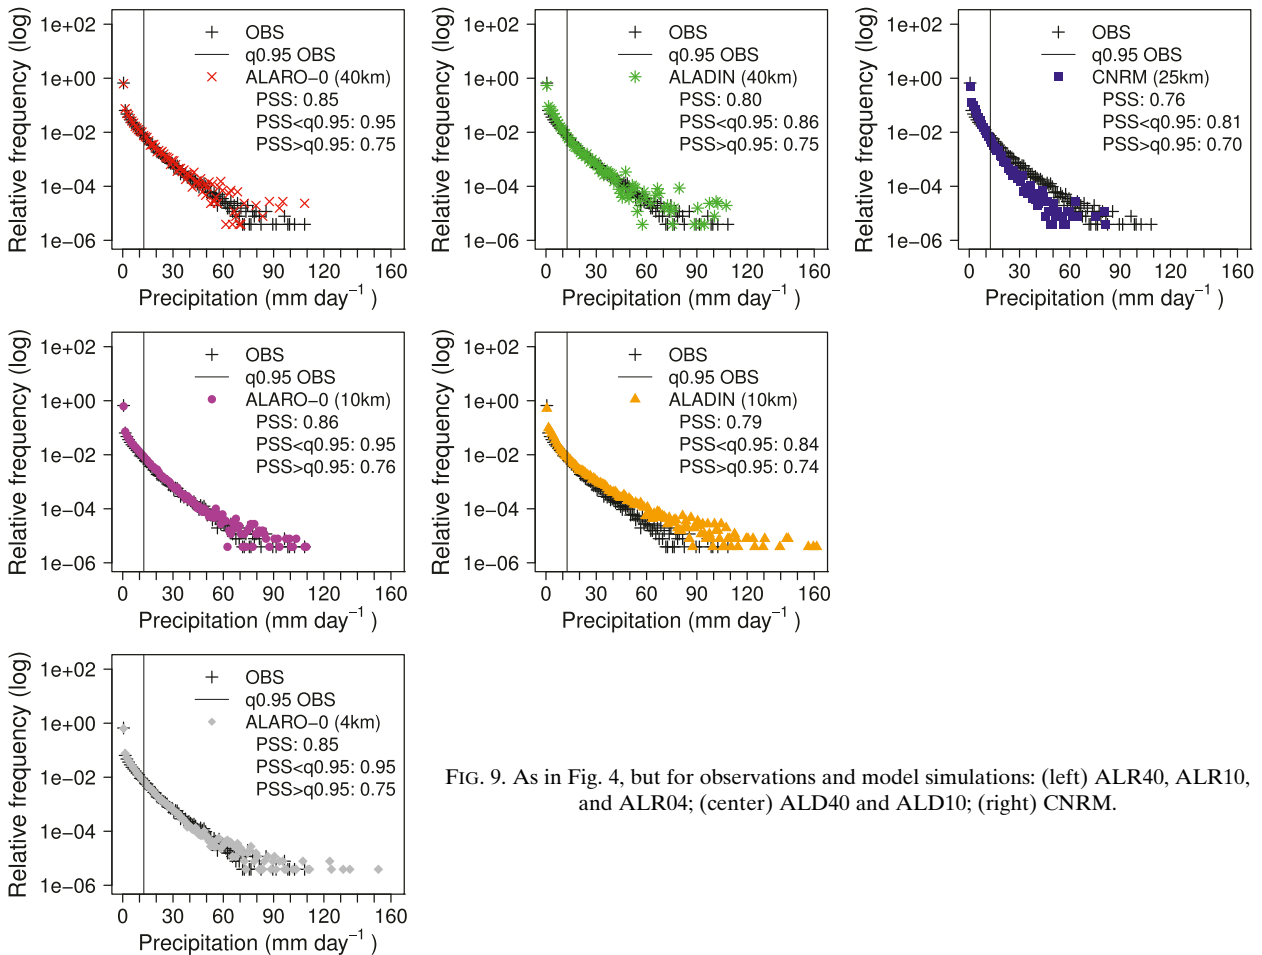 Relative frequency (log)
1e+02
1e+00
1e−02
1e−04
1e−06
OBS
q0.95 OBS
ALARO−0 (40km)
PSS: 0.85
PSS<q0.95: 0.95
PSS>q0.95: 0.75
0 30 60 90 120 160
Precipitation (mm day−1 )
Relative frequency (log)
1e+02
1e+00
1e−02
1e−04
1e−06
OBS
q0.95 OBS
ALADIN (40km)
PSS: 0.80
PSS<q0.95: 0.86
PSS>q0.95: 0.75
0 30 60 90 120 160
Precipitation (mm day−1 )
Relative frequency (log)
1e+02
1e+00
1e−02
1e−04
1e−06
OBS
q0.95 OBS
CNRM (25km)
PSS: 0.76
PSS<q0.95: 0.81
PSS>q0.95: 0.70
0 30 60 90 120 160
Precipitation (mm day−1 )
Relative frequency (log)
1e+02
1e+00
1e−02
1e−04
1e−06
OBS
q0.95 OBS
ALARO−0 (10km)
PSS: 0.86
PSS<q0.95: 0.95
PSS>q0.95: 0.76
0 30 60 90 120 160
Precipitation (mm day−1 )
Relative frequency (log)
1e+02
1e+00
1e−02
1e−04
1e−06
OBS
q0.95 OBS
ALADIN (10km)
PSS: 0.79
PSS<q0.95: 0.84
PSS>q0.95: 0.74
0 30 60 90 120 160
Precipitation (mm day−1 )
Relative frequency (log)
1e+02
1e+00
1e−02
1e−04
1e−06
OBS
q0.95 OBS
ALARO−0 (4km)
PSS: 0.85
PSS<q0.95: 0.95
PSS>q0.95: 0.75
0 30 60 90 120 160
Precipitation (mm day−1 )
FIG. 9. As in Fig. 4, but for observations and model simulations: (left) ALR40, ALR10,
and ALR04; (center) ALD40 and ALD10; (right) CNRM.